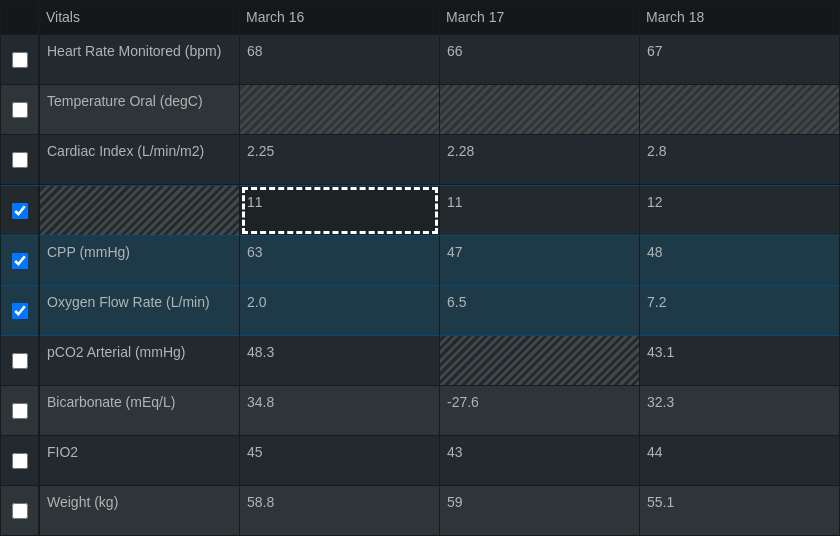 Vitals March 16 March 17 March 18
Heart Rate Monitored (bpm) 68 66 67
Temperature Oral (degC)
Cardiac Index (L/min/m2) 2.25 2.28 2.8
11 11 12
CPP (mmHg) 63 47 48
Oxygen Flow Rate (L/min) 2.0 6.5 7.2
pCO2 Arterial (mmHg) 48.3 43.1
Bicarbonate (mEq/L) 34.8 -27.6 32.3
FIO2 45 43 44
Weight (kg) 58.8 59 55.1